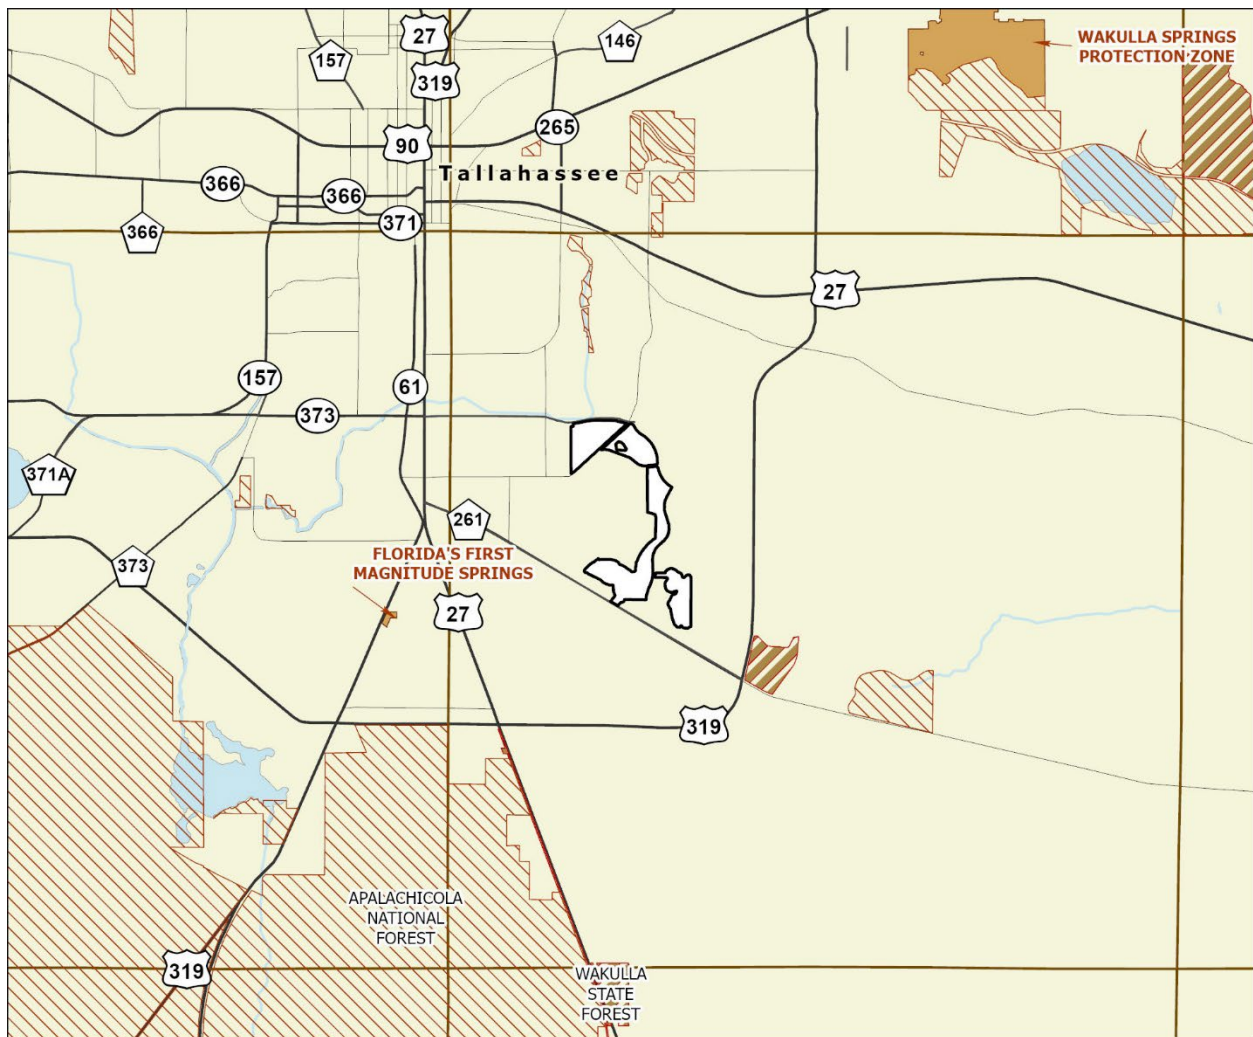 27
146
WAKULLA SPRINGS
PROTECTION ZONE
157
319
265
90
Tallahassee
366
366
371
366
27
157
61
373
371A
261
FLORIDA'S FIRST
MAGNITUDE SPRINGS
373
27
319
APALACHICOLA
NATIONAL
FOREST
319
WAKULLA
STATE
FOREST